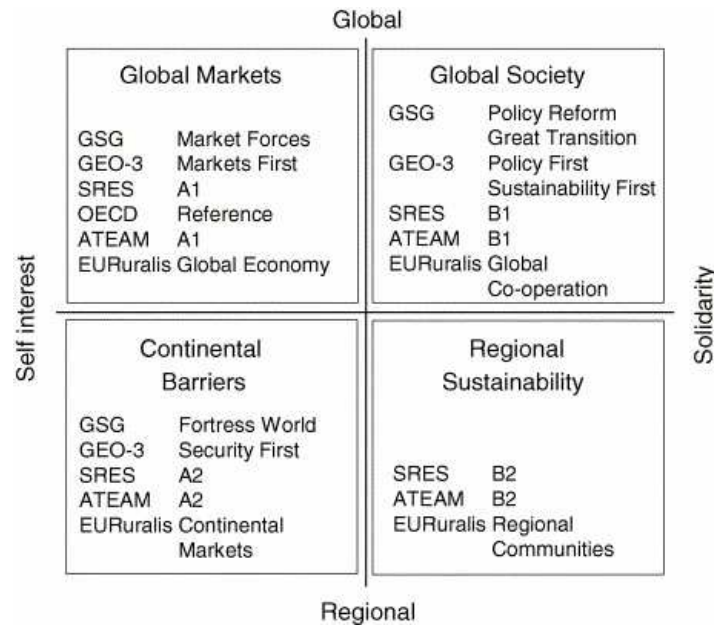 Global
Global Markets
GSG Market Forces
GEO-3 Markets First
SRES A1
OECD Reference
ATEAM A1
EURuralis Global Economy
Global Society
GSG Policy Reform
Great Transition
GEO-3 Policy First
Sustainability First
SRES B1
ATEAM B1
EURuralis Global
Co-operation
Self interest
Solidarity
Continental
Barriers
GSG Fortress World
GEO-3 Security First
SRES A2
ATEAM A2
EURuralis Continental
Markets
Regional
Sustainability
SRES B2
ATEAM B2
EURuralis Regional
Communities
Regional